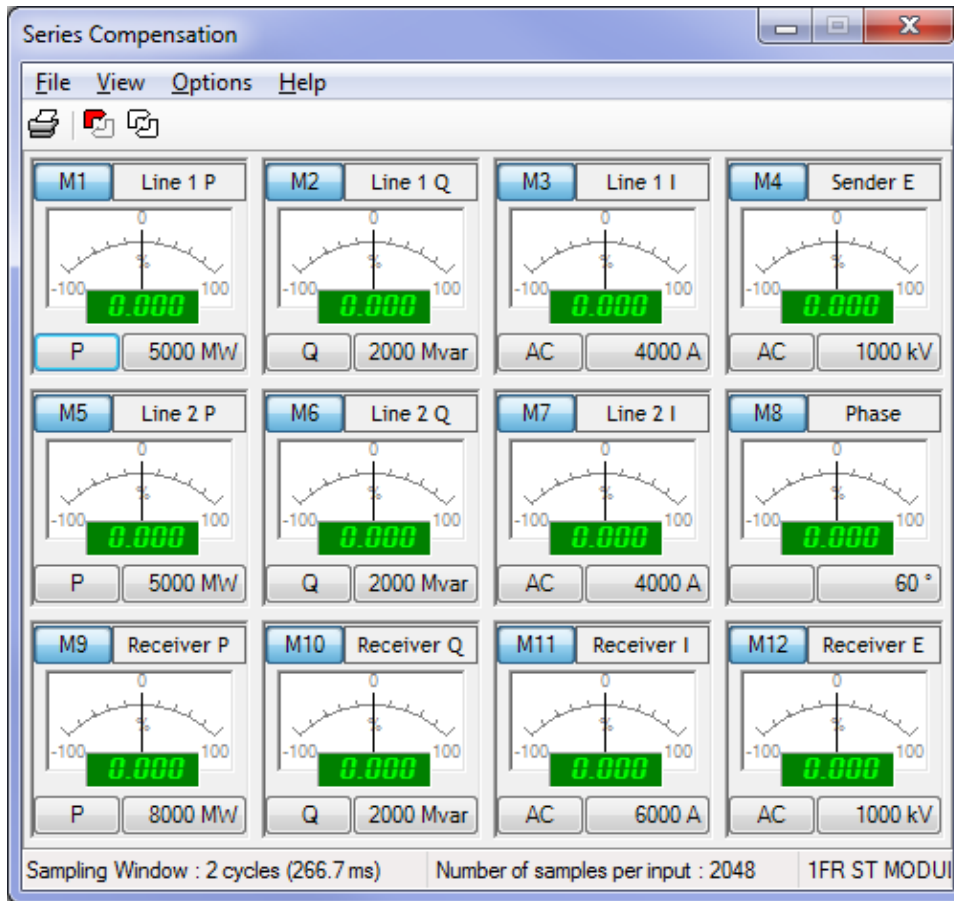 Series Compensation
File View Options Help
M1 Line 1 P M2 Line 1 Q M3 Line 1 I M4 Sender E
0 0 0 0
% % % %
-100 100 -100 100 -100 100 -100 100
0.000 0.000 0.000 0.000
P 5000 MW Q 2000 Mvar AC 4000 A AC 1000 kV
M5 Line 2 P M6 Line 2 Q M7 Line 2 I M8 Phase
0 0 0 0
% % % %
-100 100 -100 100 -100 100 -100 100
0.000 0.000 0.000 0.000
P 5000 MW Q 2000 Mvar AC 4000 A 60 °
M9 Receiver P M10 Receiver Q M11 Receiver I M12 Receiver E
0 0 0 0
% % % %
-100 100 -100 100 -100 100 -100 100
0.000 0.000 0.000 0.000
P 8000 MW Q 2000 Mvar AC 6000 A AC 1000 kV
Sampling Window : 2 cycles (266.7 ms) Number of samples per input : 2048 1FR ST MODUI